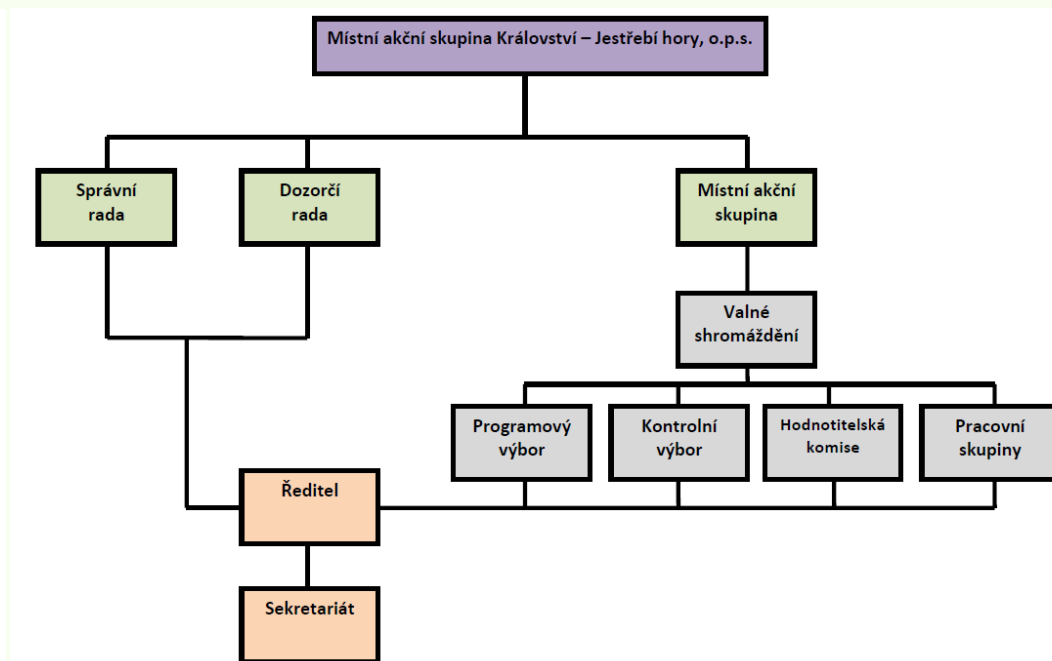 Místní akční skupina Království – Jestřebí hory, o.p.s.
Správní
rada
Dozorčí
rada
Místní akční
skupina
Valné
shromáždění
Programový
výbor
Kontrolní
výbor
Hodnotitelská
komise
Pracovní
skupiny
Ředitel
Sekretariát